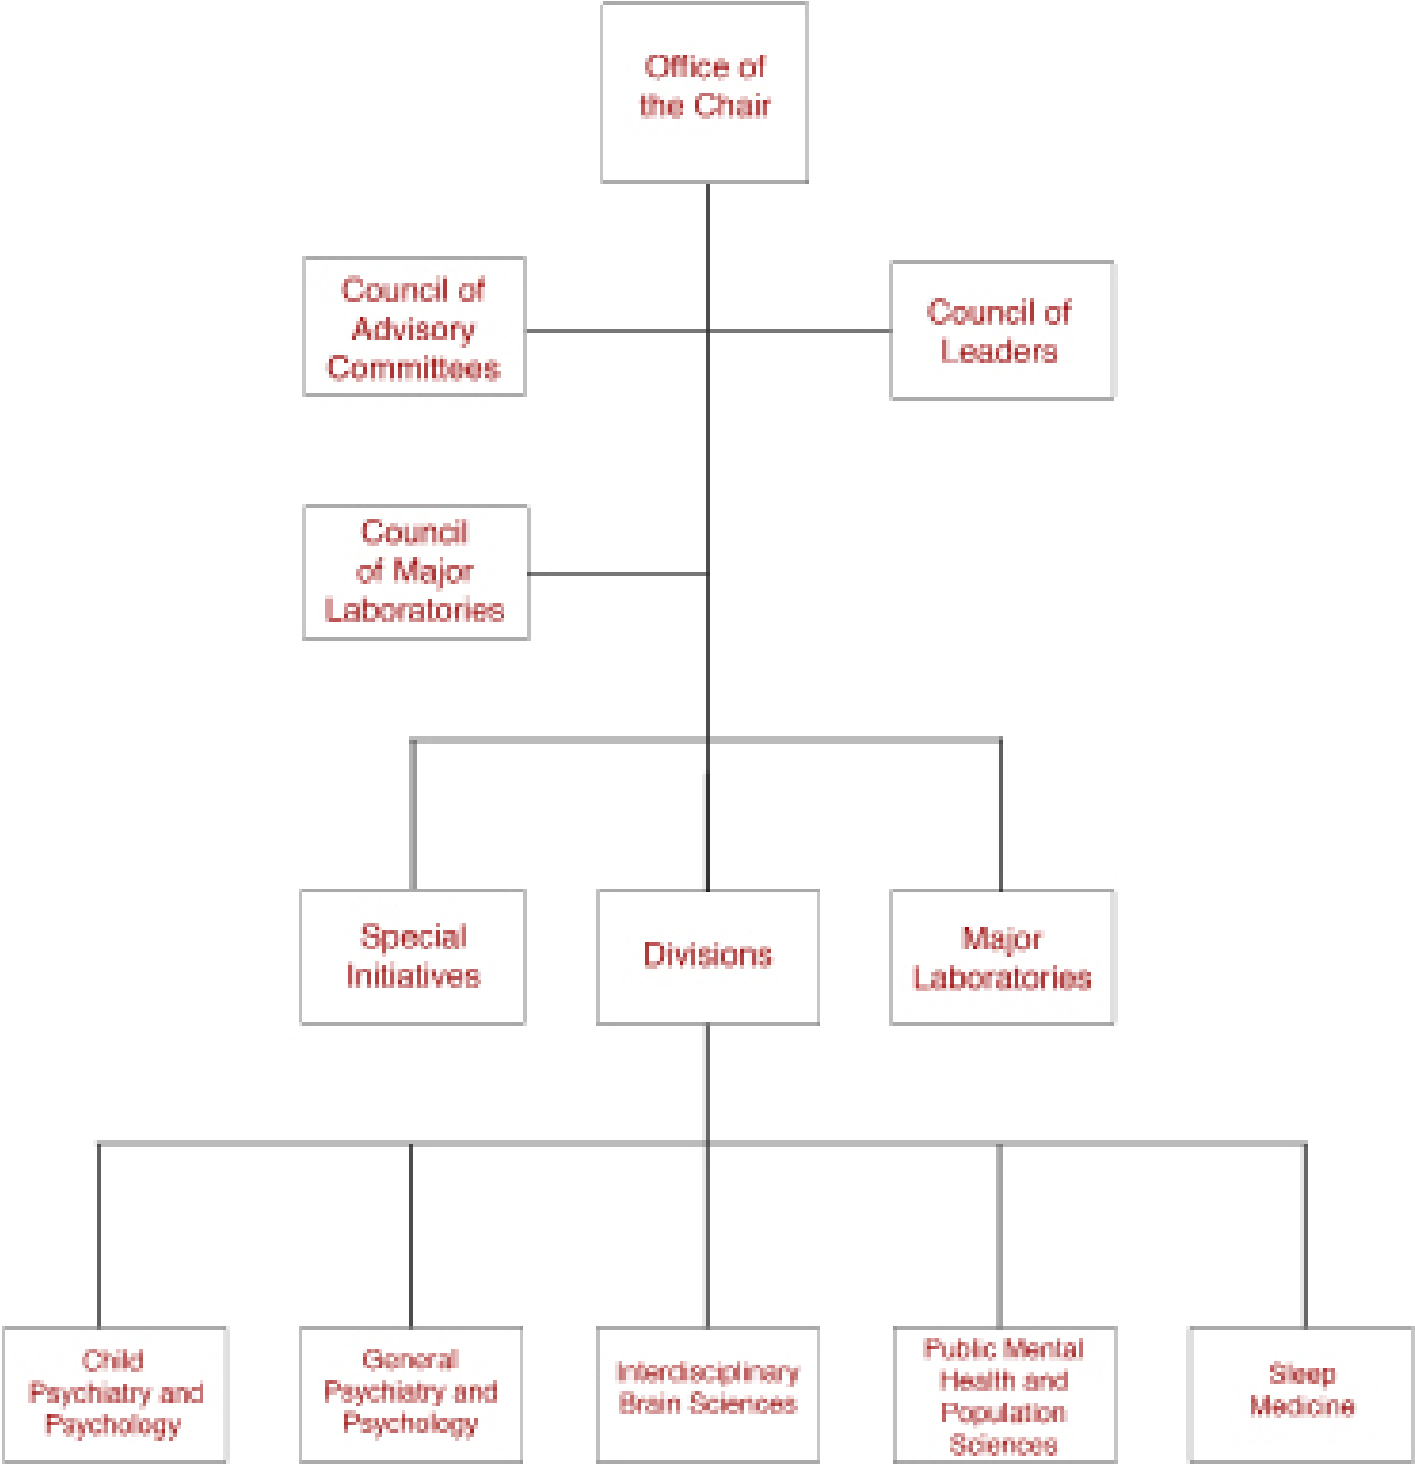 Office of
the Chair
Council of
Advisory
Committees
Council of
Leaders
Council
of Major
Laboratories
Special
Initiatives
Divisions
Major
Laboratories
Child
Psychiatry and
Psychology
General
Psychiatry and
Psychology
Interdisciplinary
Brain Sciences
Public Mental
Health and
Population
Sciences
Sleep
Medicine